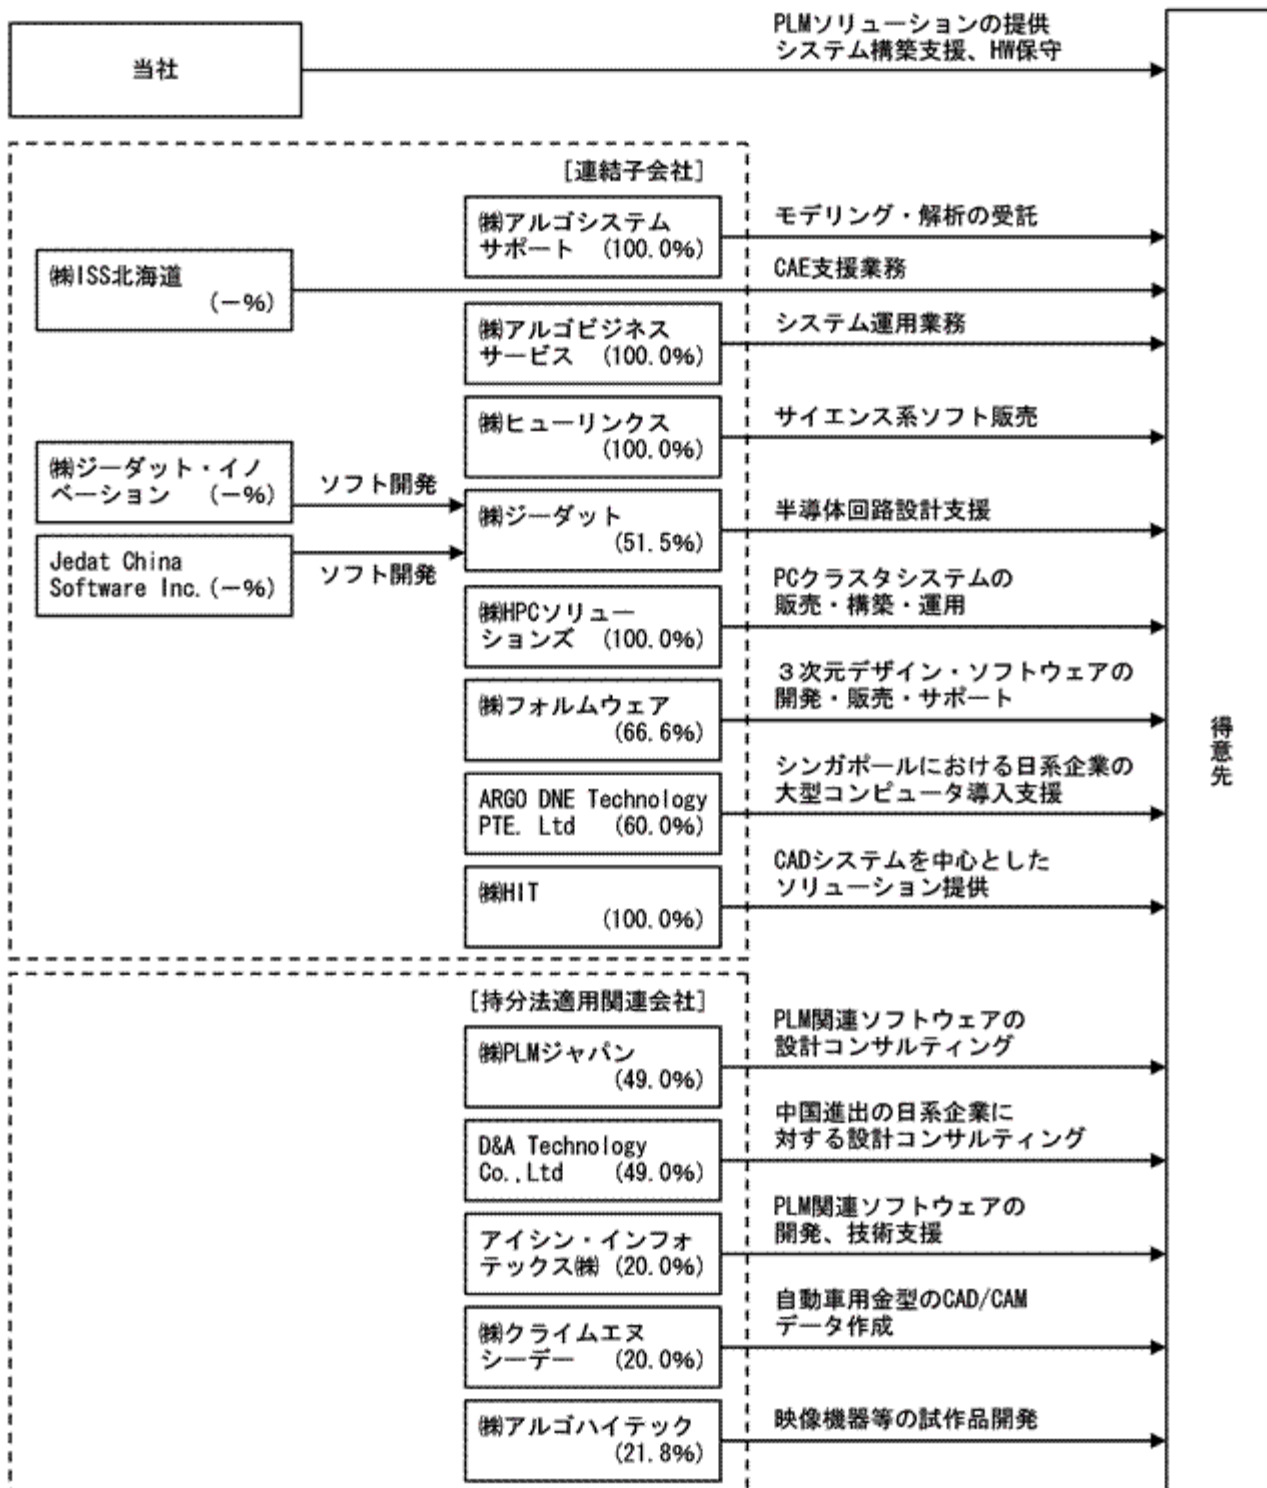 PLMソリューションの提供
システム構築支援、HW保守
当社
[連結子会社]
㈱アルゴシステム
サポート (100.0%)
モデリング・解析の受託
㈱ISS北海道
(－%)
CAE支援業務
㈱アルゴビジネス
サービス (100.0%)
システム運用業務
㈱ヒューリンクス
(100.0%)
サイエンス系ソフト販売
㈱ジーダット・イノ
ベーション (－%)
ソフト開発
㈱ジーダット
(51.5%)
半導体回路設計支援
Jedat China
Software Inc.(－%)
ソフト開発
㈱HPCソリュー
ションズ (100.0%)
PCクラスタシステムの
販売・構築・運用
㈱フォルムウェア
(66.6%)
３次元デザイン・ソフトウェアの
開発・販売・サポート
ARGO DNE Technology
PTE. Ltd (60.0%)
シンガポールにおける日系企業の
大型コンピュータ導入支援
㈱HIT
(100.0%)
CADシステムを中心とした
ソリューション提供
得意先
[持分法適用関連会社]
㈱PLMジャパン
(49.0%)
PLM関連ソフトウェアの
設計コンサルティング
D&A Technology
Co.,Ltd (49.0%)
中国進出の日系企業に
対する設計コンサルティング
アイシン・インフォ
テックス㈱ (20.0%)
PLM関連ソフトウェアの
開発、技術支援
㈱クライムエヌ
シーデー (20.0%)
自動車用金型のCAD/CAM
データ作成
㈱アルゴハイテック
(21.8%)
映像機器等の試作品開発